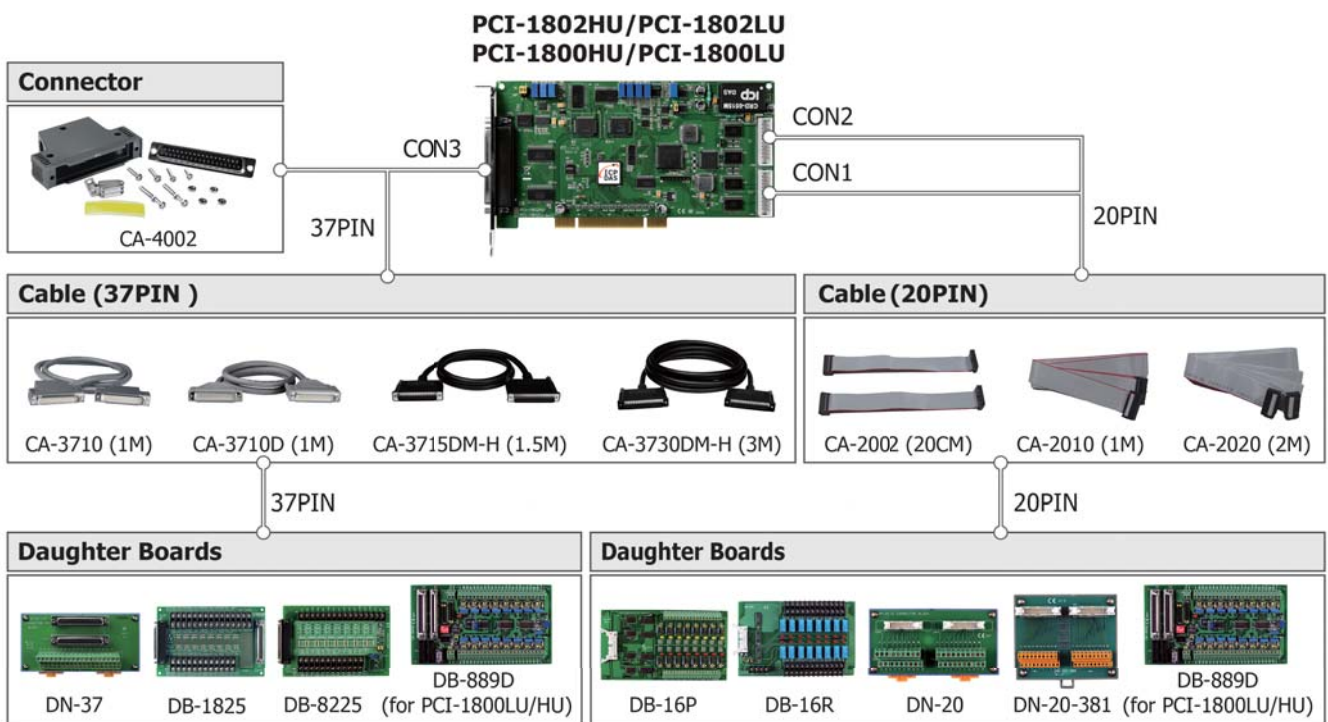 PCI-1802HU/PCI-1802LU
PCI-1800HU/PCI-1800LU
Connector
CA-4002
CON3
37PIN
CON2
CON1
20PIN
ICP
DAS
Cable (37PIN )
CA-3710 (1M)
CA-3710D (1M)
CA-3715DM-H (1.5M)
CA-3730DM-H (3M)
Cable (20PIN)
CA-2002 (20CM)
CA-2010 (1M)
CA-2020 (2M)
37PIN
20PIN
Daughter Boards
DN-37
DB-1825
DB-8225
DB-889D
(for PCI-1800LU/HU)
Daughter Boards
DB-16P
DB-16R
DN-20
DN-20-381
DB-889D
(for PCI-1800LU/HU)